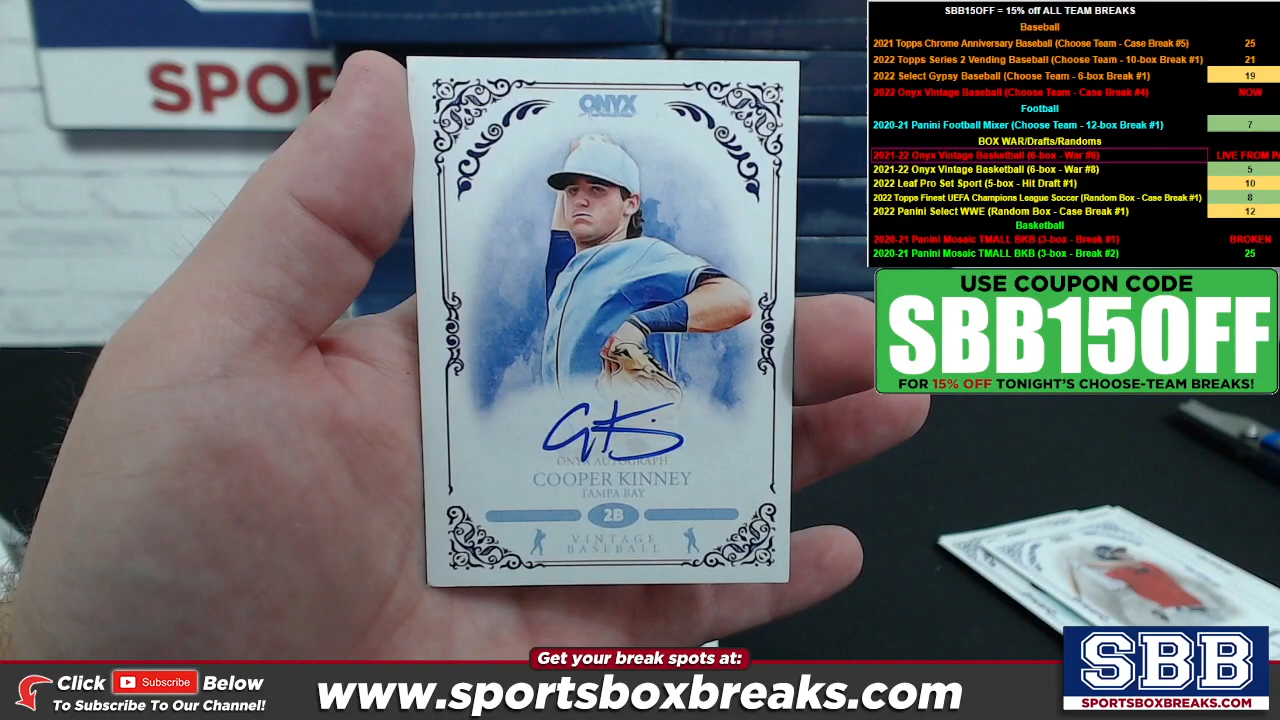 SPOR
ONYX
ONYX AUTOGRAPH
COOPER KINNEY
TAMPA BAY
2B
VINTAGE
BASEBALL
SBB15OFF = 15% off ALL TEAM BREAKS
Baseball
2021 Topps Chrome Anniversary Baseball (Choose Team - Case Break #5) 25
2022 Topps Series 2 Vending Baseball (Choose Team - 10-box Break #1) 21
2022 Select Gypsy Baseball (Choose Team - 6-box Break #1) 19
2022 Onyx Vintage Baseball (Choose Team - Case Break #4) NOW
Football
2020-21 Panini Football Mixer (Choose Team - 12-box Break #1) 7
BOX WAR/Drafts/Randoms
2021-22 Onyx Vintage Basketball (6-box - War #8) LIVE FROM P
2021-22 Onyx Vintage Basketball (6-box - War #8) 5
2022 Leaf Pro Set Sport (5-box - Hit Draft #1) 10
2022 Topps Finest UEFA Champions League Soccer (Random Box - Case Break #1) 8
2022 Panini Select WWE (Random Box - Case Break #1) 12
Basketball
2020-21 Panini Mosaic TMALL BKB (3-box - Break #1) BROKEN
2020-21 Panini Mosaic TMALL BKB (3-box - Break #2) 25
USE COUPON CODE
SBB15OFF
FOR 15% OFF TONIGHT'S CHOOSE-TEAM BREAKS!
Get your break spots at:
Click Subscribe Below
To Subscribe To Our Channel!
www.sportsboxbreaks.com
SBB
SPORTSBOXBREAKS.COM